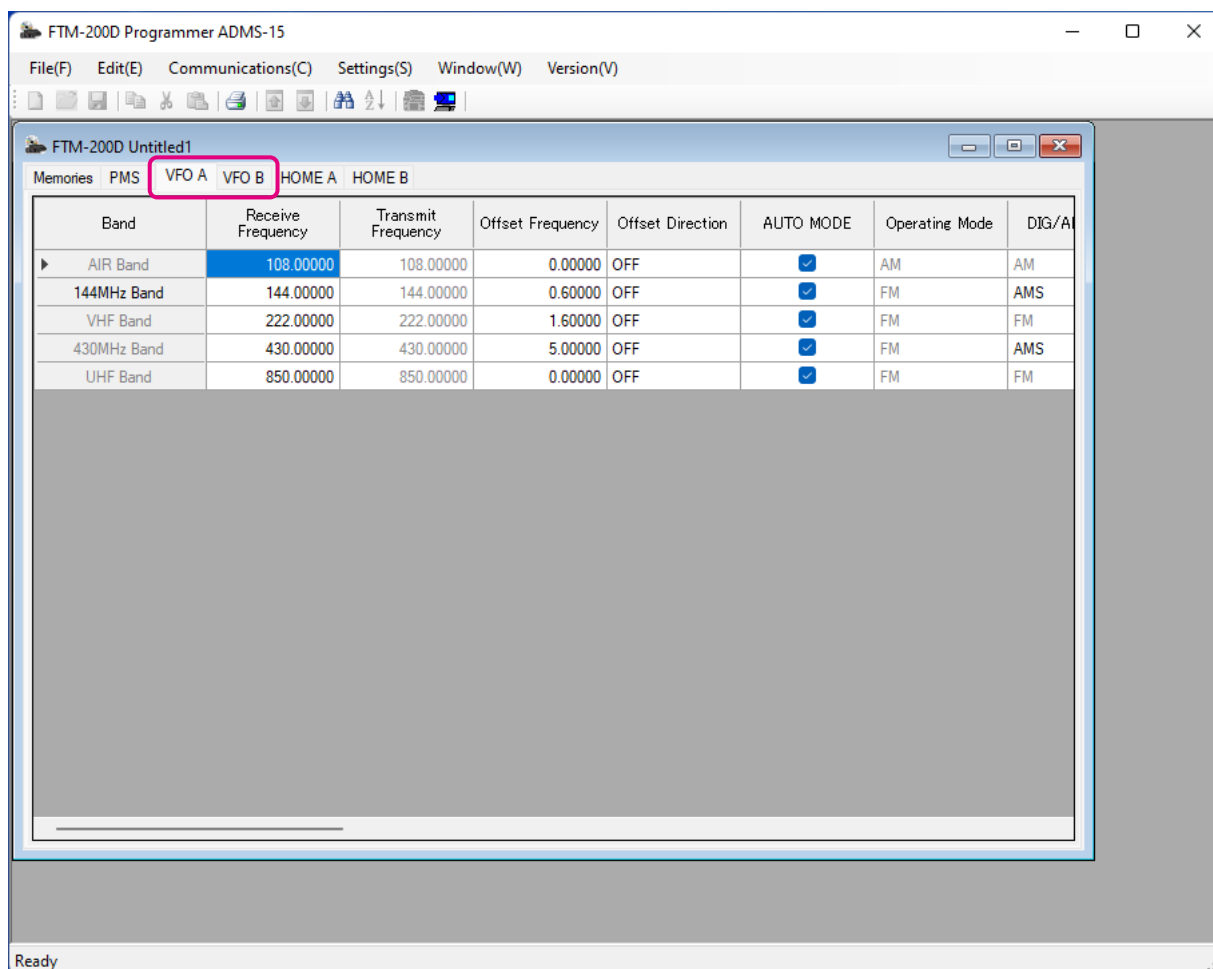 FTM-200D Programmer ADMS-15
File(F) Edit(E) Communications(C) Settings(S) Window(W) Version(V)
FTM-200D Untitled1
Memories PMS VFO A VFO B HOME A HOME B
Band Receive Frequency Transmit Frequency Offset Frequency Offset Direction AUTO MODE Operating Mode DIG/A
AIR Band 108.00000 108.00000 0.00000 OFF AM AM
144MHz Band 144.00000 144.00000 0.60000 OFF FM AMS
VHF Band 222.00000 222.00000 1.60000 OFF FM FM
430MHz Band 430.00000 430.00000 5.00000 OFF FM AMS
UHF Band 850.00000 850.00000 0.00000 OFF FM FM
Ready